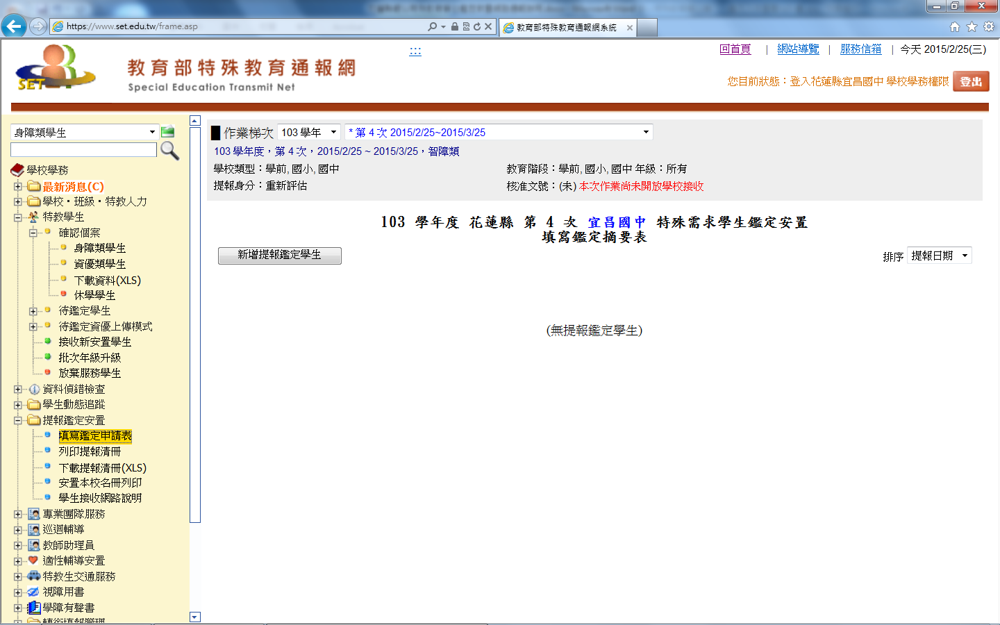 https://www.set.edu.tw/frame.asp
教育部特殊教育通報網系統
SET
教育部特殊教育通報網
Special Education Transmit Net
:::
回首頁 | 網站導覽 | 服務信箱 | 今天 2015/2/25(三)
您目前狀態：登入花蓮縣宜昌國中 學校學務權限 登出
身障類學生
學校學務
最新消息(C)
學校‧班級‧特教人力
特教學生
確認個案
身障類學生
資優類學生
下載資料(XLS)
休學學生
待鑑定學生
待鑑定資優上傳模式
接收新安置學生
批次年級升級
放棄服務學生
資料偵錯檢查
學生動態追蹤
提報鑑定安置
填寫鑑定申請表
列印提報清冊
下載提報清冊(XLS)
安置本校名冊列印
學生接收網路說明
專業團隊服務
巡迴輔導
教師助理員
適性輔導安置
特教生交通服務
視障用書
學障有聲書
轉銜填報管理
作業梯次 103 學年 * 第 4 次 2015/2/25~2015/3/25
103 學年度，第 4 次，2015/2/25 ~ 2015/3/25，智障類
學校類型：學前, 國小, 國中 教育階段：學前, 國小, 國中 年級：所有
提報身分：重新評估 核准文號：(未) 本次作業尚未開放學校接收
103 學年度 花蓮縣 第 4 次 宜昌國中 特殊需求學生鑑定安置
填寫鑑定摘要表
新增提報鑑定學生
排序 提報日期
(無提報鑑定學生)